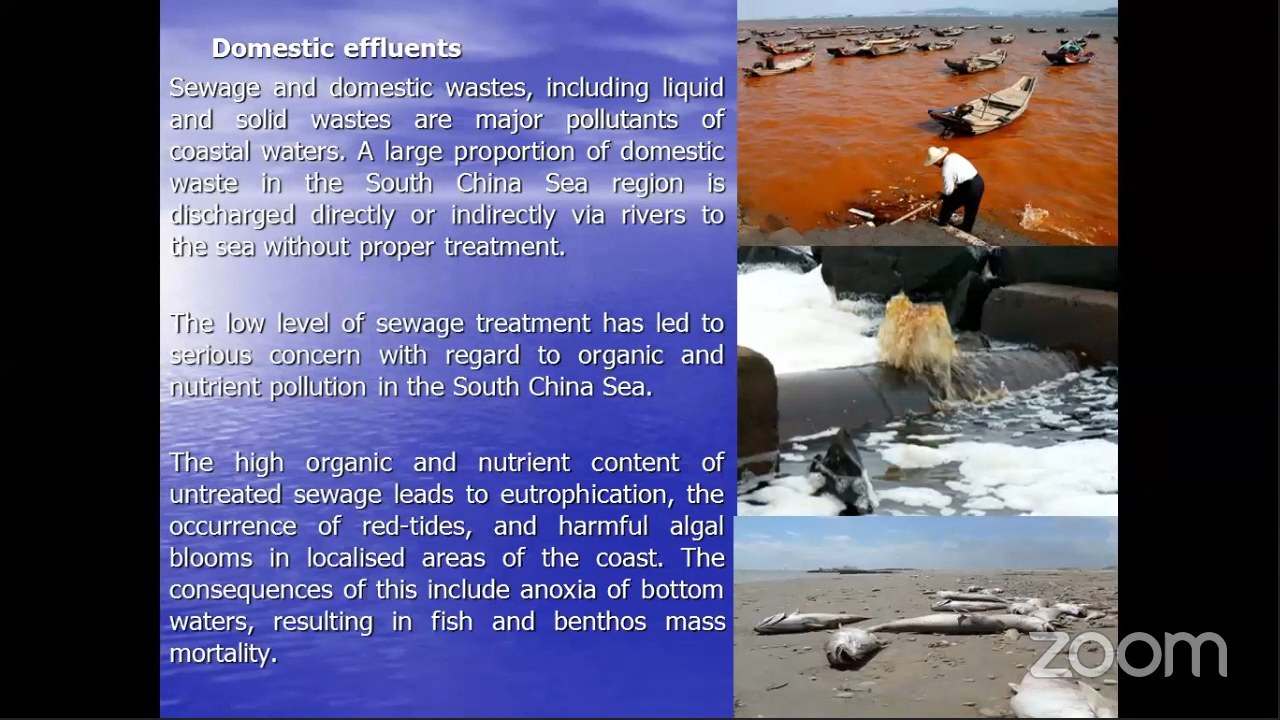 Domestic effluents
Sewage and domestic wastes, including liquid
and solid wastes are major pollutants of
coastal waters. A large proportion of domestic
waste in the South China Sea region is
discharged directly or indirectly via rivers to
the sea without proper treatment.
The low level of sewage treatment has led to
serious concern with regard to organic and
nutrient pollution in the South China Sea.
The high organic and nutrient content of
untreated sewage leads to eutrophication, the
occurrence of red-tides, and harmful algal
blooms in localised areas of the coast. The
consequences of this include anoxia of bottom
waters, resulting in fish and benthos mass
mortality.
zoom